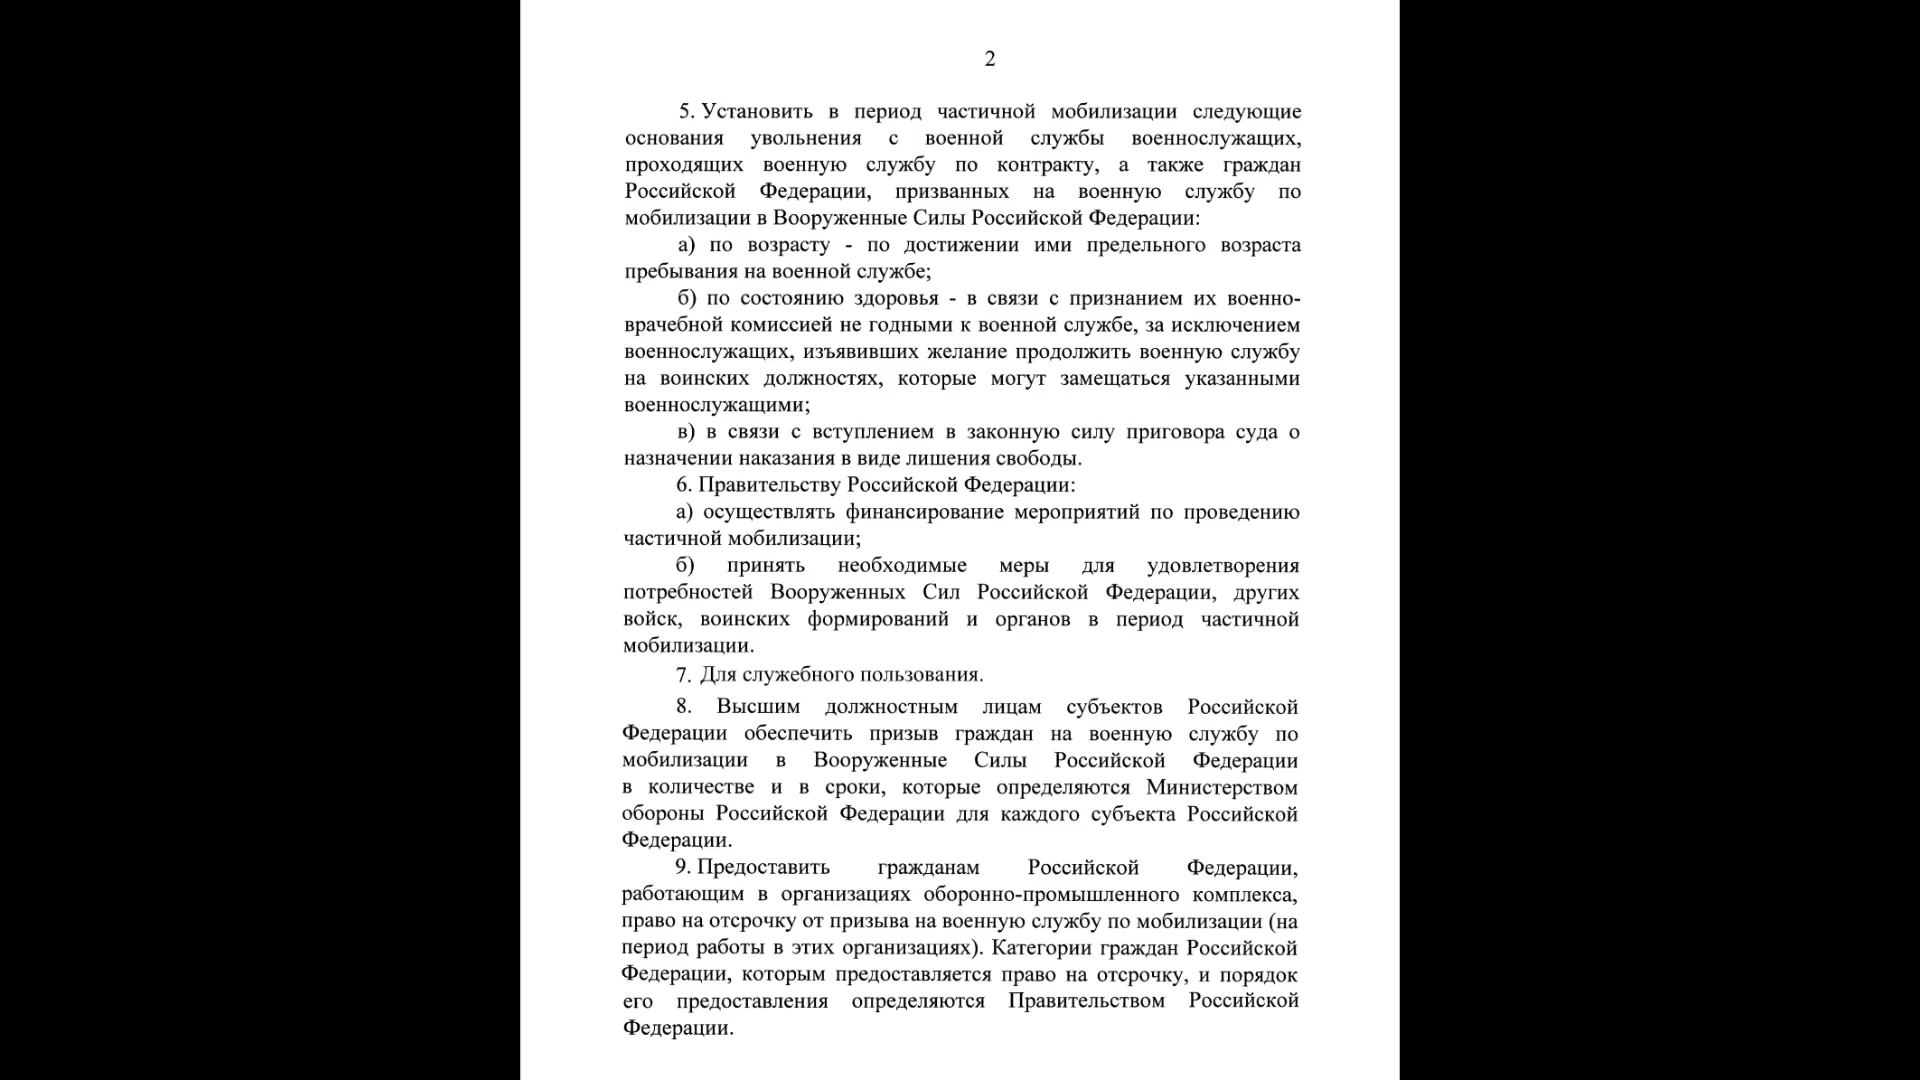 2
5. Установить в период частичной мобилизации следующие
основания увольнения с военной службы военнослужащих,
проходящих военную службу по контракту, а также граждан
Российской Федерации, призванных на военную службу по
мобилизации в Вооруженные Силы Российской Федерации:
а) по возрасту - по достижении ими предельного возраста
пребывания на военной службе;
б) по состоянию здоровья - в связи с признанием их военно-
врачебной комиссией не годными к военной службе, за исключением
военнослужащих, изъявивших желание продолжить военную службу
на воинских должностях, которые могут замещаться указанными
военнослужащими;
в) в связи с вступлением в законную силу приговора суда о
назначении наказания в виде лишения свободы.
6. Правительству Российской Федерации:
а) осуществлять финансирование мероприятий по проведению
частичной мобилизации;
б) принять необходимые меры для удовлетворения
потребностей Вооруженных Сил Российской Федерации, других
войск, воинских формирований и органов в период частичной
мобилизации.
7. Для служебного пользования.
8. Высшим должностным лицам субъектов Российской
Федерации обеспечить призыв граждан на военную службу по
мобилизации в Вооруженные Силы Российской Федерации
в количестве и в сроки, которые определяются Министерством
обороны Российской Федерации для каждого субъекта Российской
Федерации.
9. Предоставить гражданам Российской Федерации,
работающим в организациях оборонно-промышленного комплекса,
право на отсрочку от призыва на военную службу по мобилизации (на
период работы в этих организациях). Категории граждан Российской
Федерации, которым предоставляется право на отсрочку, и порядок
его предоставления определяются Правительством Российской
Федерации.